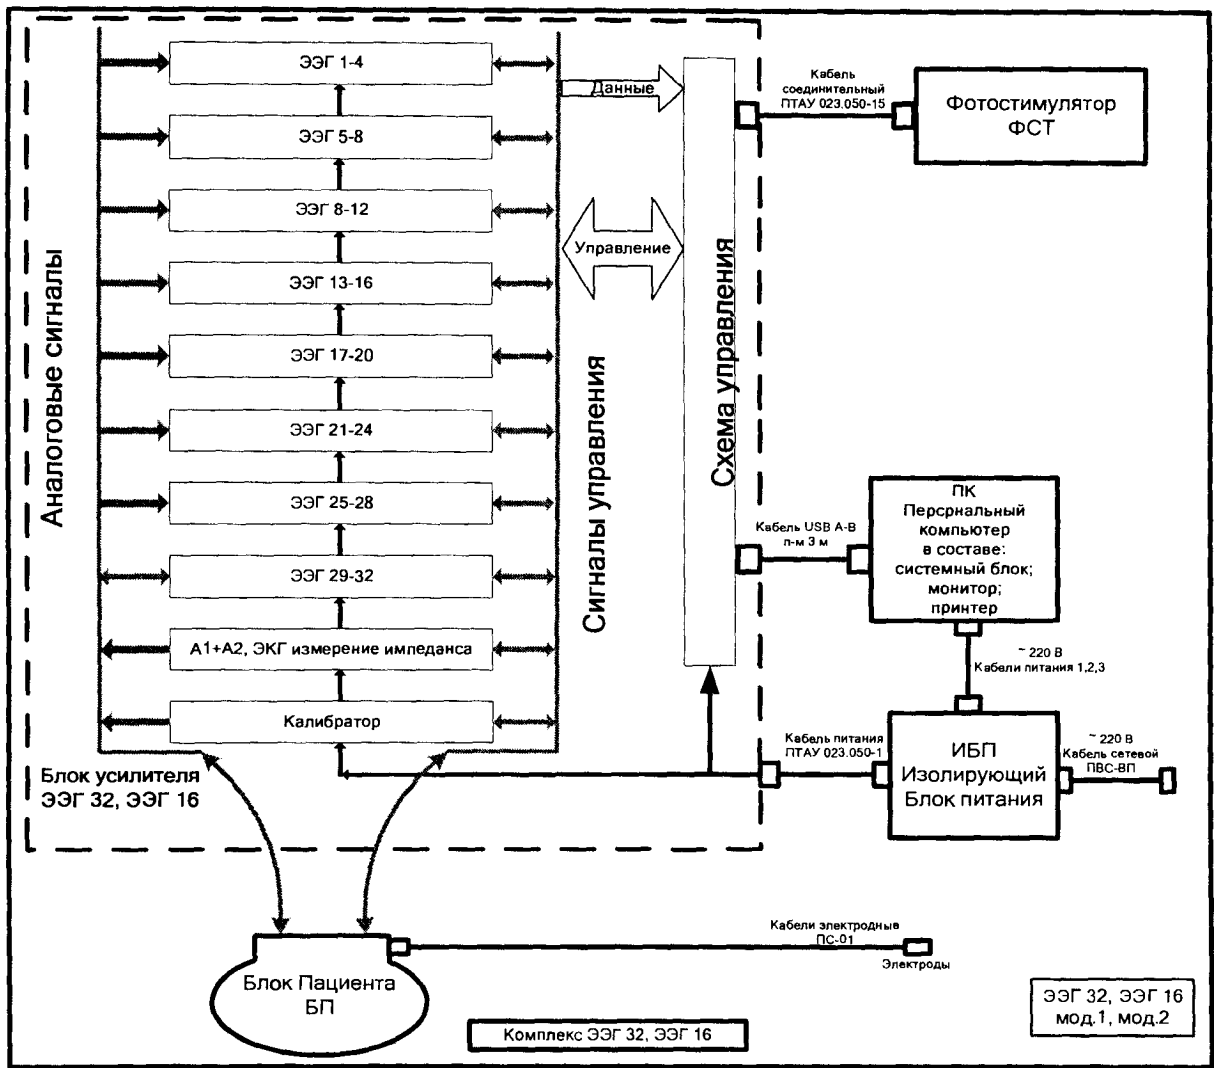 ЭЭГ 1-4
ЭЭГ 5-8
ЭЭГ 8-12
ЭЭГ 13-16
ЭЭГ 17-20
ЭЭГ 21-24
ЭЭГ 25-28
ЭЭГ 29-32
А1+А2, ЭКГ измерение импеданса
Калибратор
Аналоговые сигналы
Сигналы управления
Данные
Управление
Схема управления
Кабель
соединительный
ПТАУ 023.050-15
Фотостимулятор
ФСТ
Кабель USB A-B
п-м 3 м
ПК
Персрнальный
компьютер
в составе:
системный блок;
монитор;
принтер
~ 220 В
Кабели питания 1,2,3
Кабель питания
ПТАУ 023.050-1
ИБП
Изолирующий
Блок питания
~ 220 В
Кабель сетевой
ПВС-ВП
Блок усилителя
ЭЭГ 32, ЭЭГ 16
Кабели электродные
ПС-01
Электроды
Блок Пациента
БП
Комплекс ЭЭГ 32, ЭЭГ 16
ЭЭГ 32, ЭЭГ 16
мод.1, мод.2